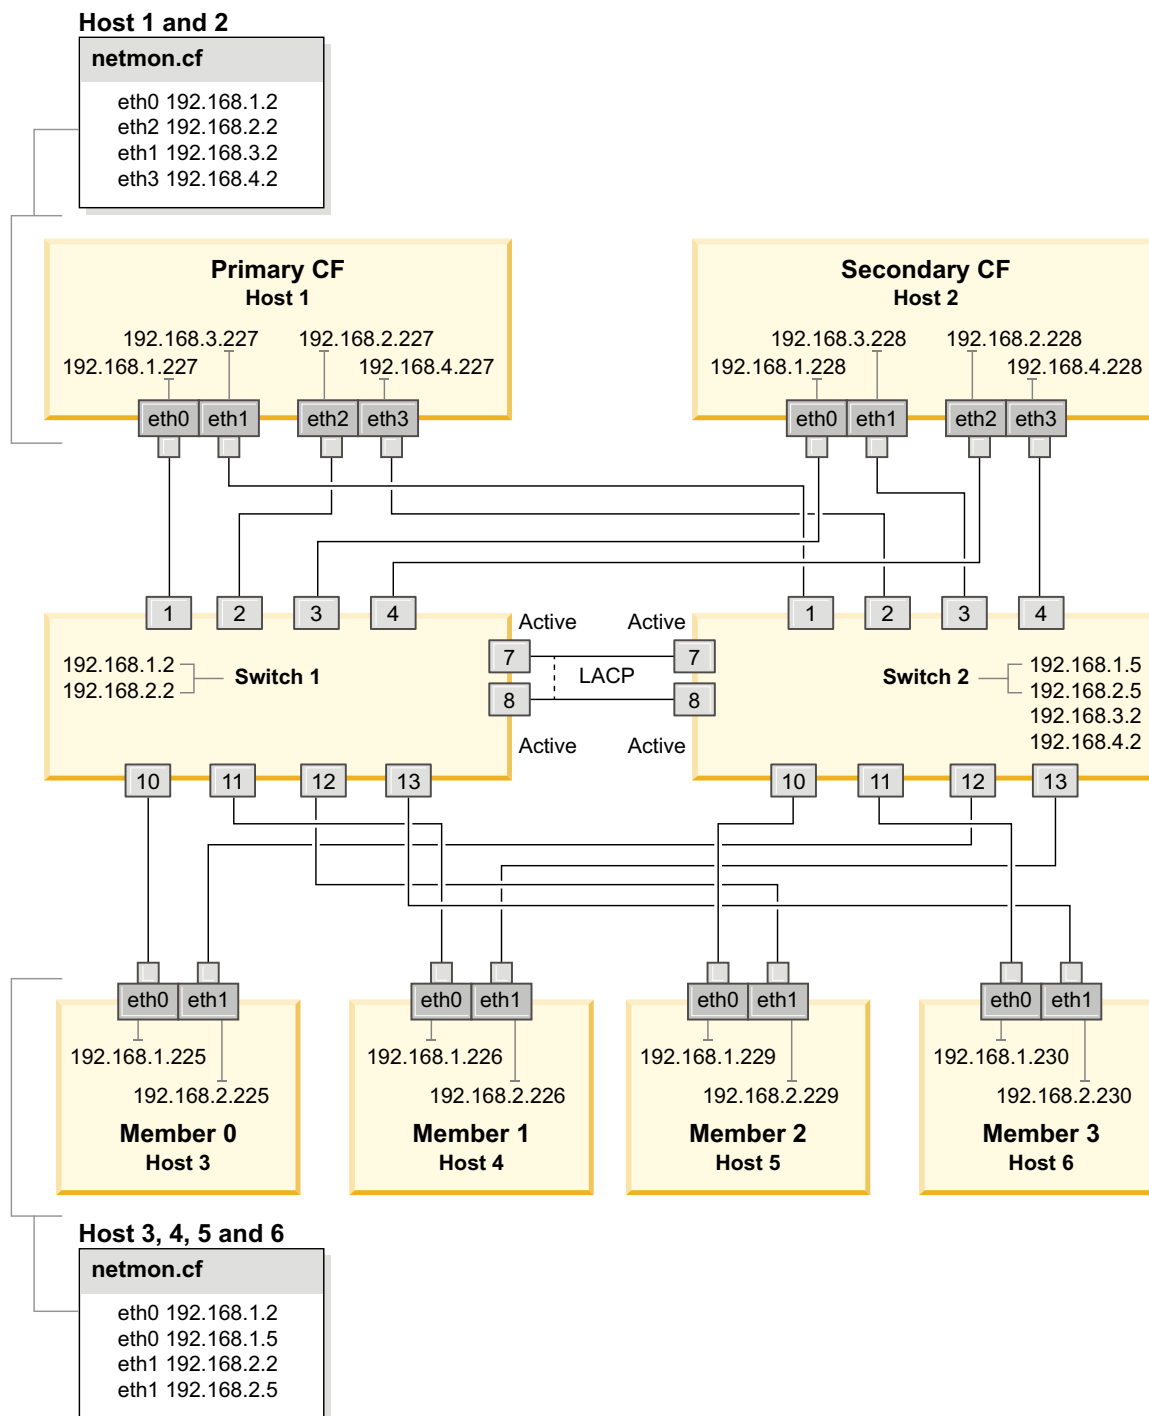 Host 1 and 2
netmon.cf
eth0 192.168.1.2
eth2 192.168.2.2
eth1 192.168.3.2
eth3 192.168.4.2
Primary CF
Host 1
192.168.3.227 192.168.2.227
192.168.1.227 192.168.4.227
eth0 eth1 eth2 eth3
Secondary CF
Host 2
192.168.3.228 192.168.2.228
192.168.1.228 192.168.4.228
eth0 eth1 eth2 eth3
1 2 3 4
1 2 3 4
Active Active
7 7
LACP
8 8
Active Active
192.168.1.2
192.168.2.2
Switch 1
Switch 2
192.168.1.5
192.168.2.5
192.168.3.2
192.168.4.2
10 11 12 13
10 11 12 13
eth0 eth1
192.168.1.225
192.168.2.225
Member 0
Host 3
eth0 eth1
192.168.1.226
192.168.2.226
Member 1
Host 4
eth0 eth1
192.168.1.229
192.168.2.229
Member 2
Host 5
eth0 eth1
192.168.1.230
192.168.2.230
Member 3
Host 6
Host 3, 4, 5 and 6
netmon.cf
eth0 192.168.1.2
eth0 192.168.1.5
eth1 192.168.2.2
eth1 192.168.2.5